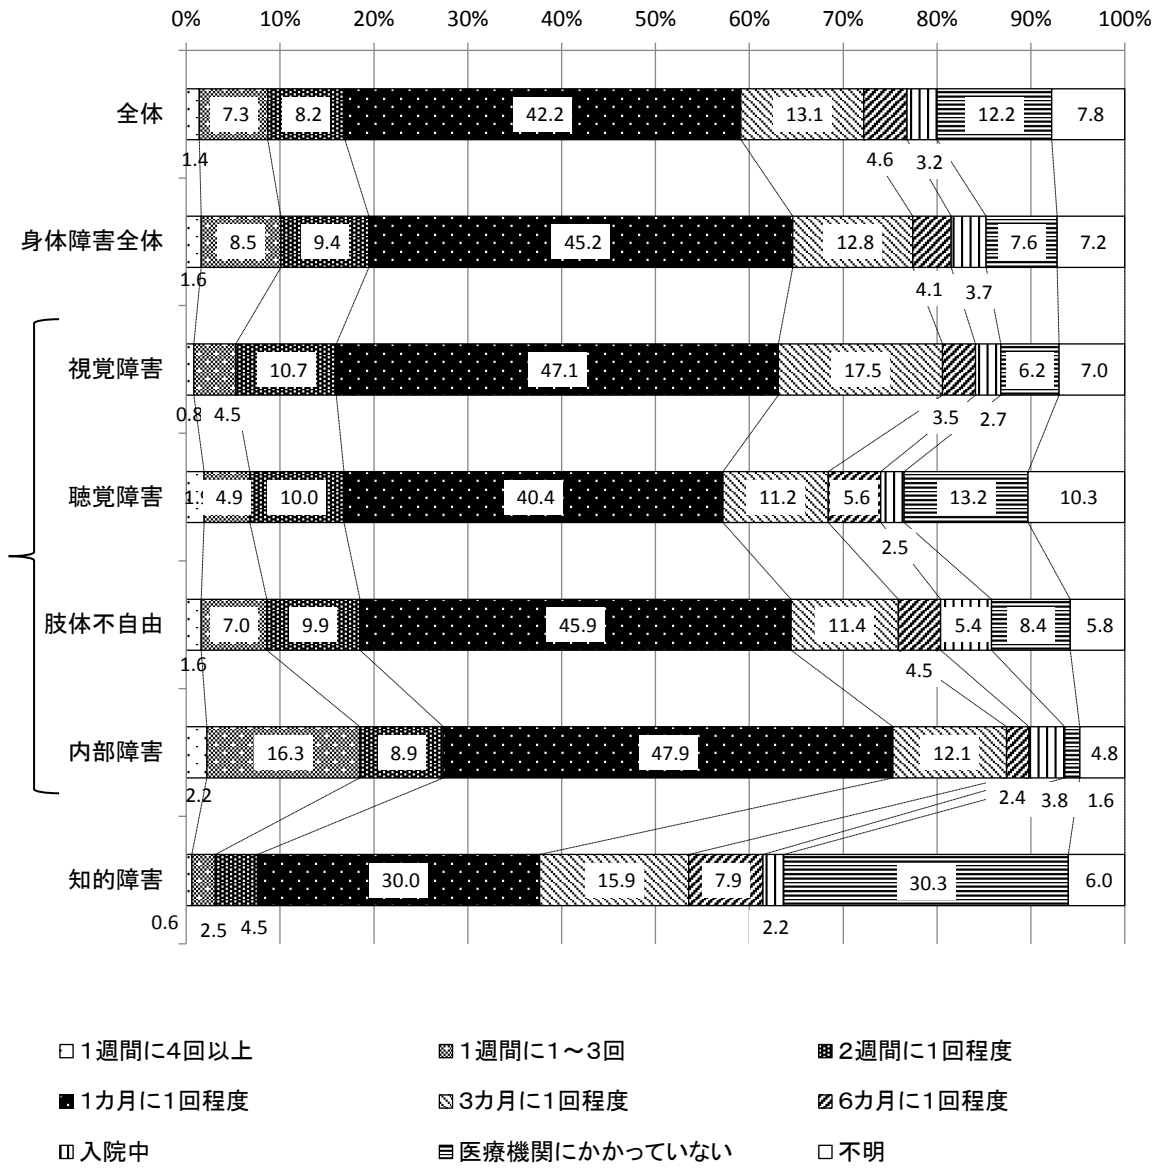 0% 10% 20% 30% 40% 50% 60% 70% 80% 90% 100%
全体 7.3 8.2 42.2 13.1 12.2 7.8
1.4 4.6 3.2
身体障害全体 8.5 9.4 45.2 12.8 7.6 7.2
1.6 4.1 3.7
視覚障害 10.7 47.1 17.5 6.2 7.0
0.8 4.5 3.5 2.7
聴覚障害 4.9 10.0 40.4 11.2 5.6 13.2 10.3
2.5
肢体不自由 7.0 9.9 45.9 11.4 5.4 8.4 5.8
1.6 4.5
内部障害 16.3 8.9 47.9 12.1 4.8
2.2 2.4 3.8 1.6
知的障害 30.0 15.9 7.9 30.3 6.0
0.6 2.5 4.5 2.2
1週間に4回以上 1週間に1～3回 2週間に1回程度
1カ月に1回程度 3カ月に1回程度 6カ月に1回程度
入院中 医療機関にかかっていない 不明